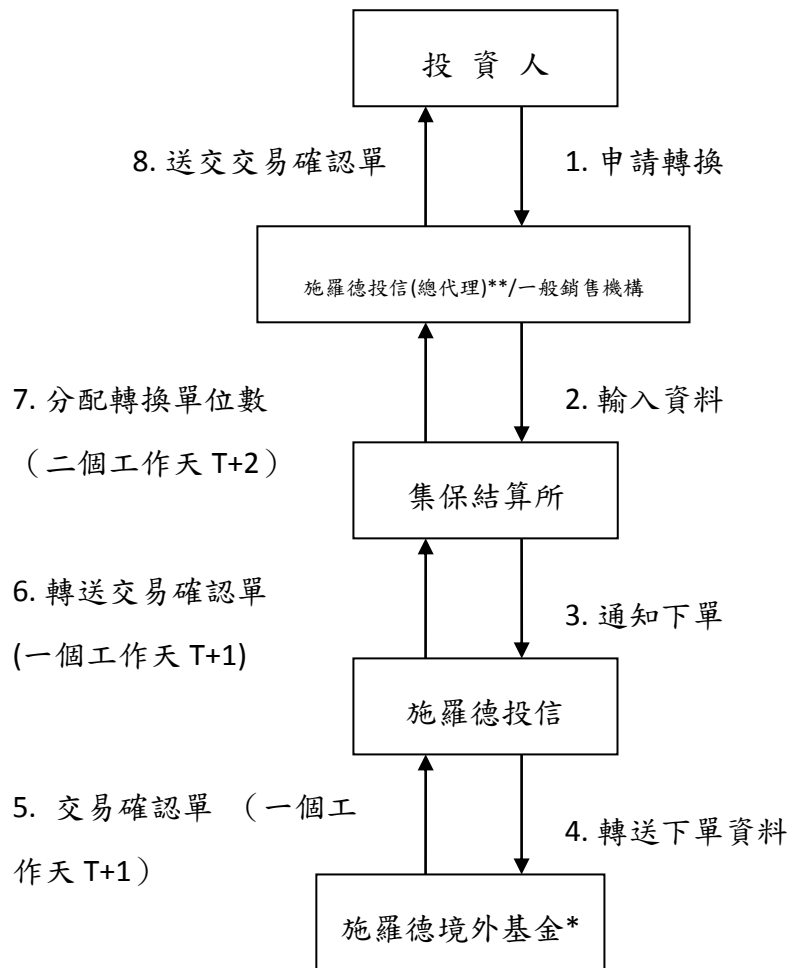 投 資 人
8. 送交交易確認單
1. 申請轉換
施羅德投信(總代理)**/一般銷售機構
7. 分配轉換單位數
（二個工作天 T+2）
2. 輸入資料
集保結算所
6. 轉送交易確認單
(一個工作天 T+1)
3. 通知下單
施羅德投信
5. 交易確認單 （一個工
作天 T+1）
4. 轉送下單資料
施羅德境外基金*